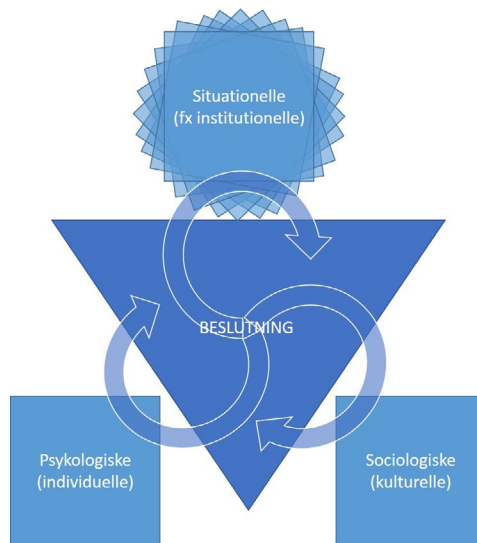 Situationelle
(fx institutionelle)
BESLUTNING
Psykologiske
(individuelle)
Sociologiske
(kulturelle)